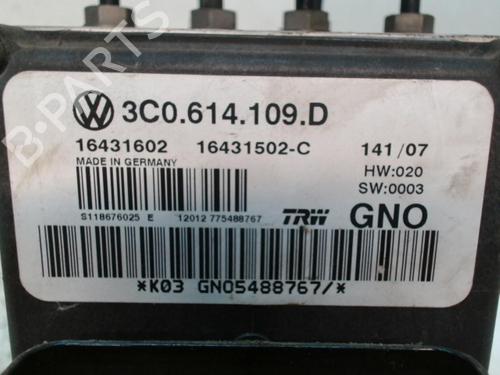 3C0.614.109.D
16431602 16431502-C 141/07
MADE IN GERMANY HW:020
SW:0003
S118676025 E 12012 775488767 TRW GNO
*K03 GNO5488767/*
B-PARTS